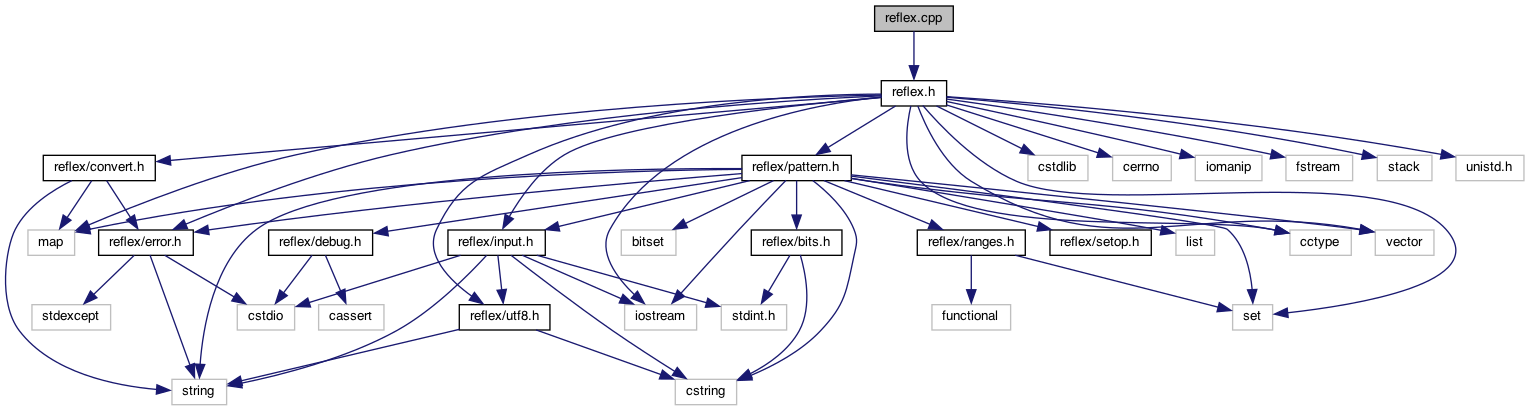 reflex.cpp
reflex.h
reflex/convert.h
reflex/pattern.h
cstdlib
cerrno
iomanip
fstream
stack
unistd.h
map
reflex/error.h
reflex/debug.h
reflex/input.h
bitset
reflex/bits.h
reflex/ranges.h
reflex/setop.h
list
cctype
vector
stdexcept
cstdio
cassert
reflex/utf8.h
iostream
stdint.h
functional
set
string
cstring